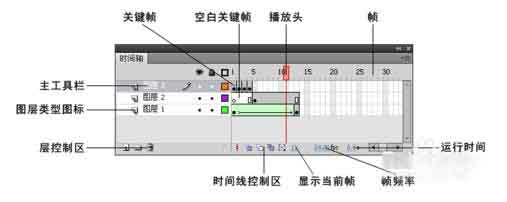 关键帧 空白关键帧 播放头 帧
时间轴
1 5 10 15 25 30
主工具栏
图层 2
图层类型图标
图层 1
层控制区
运行时间
时间线控制区 显示当前帧 帧频率